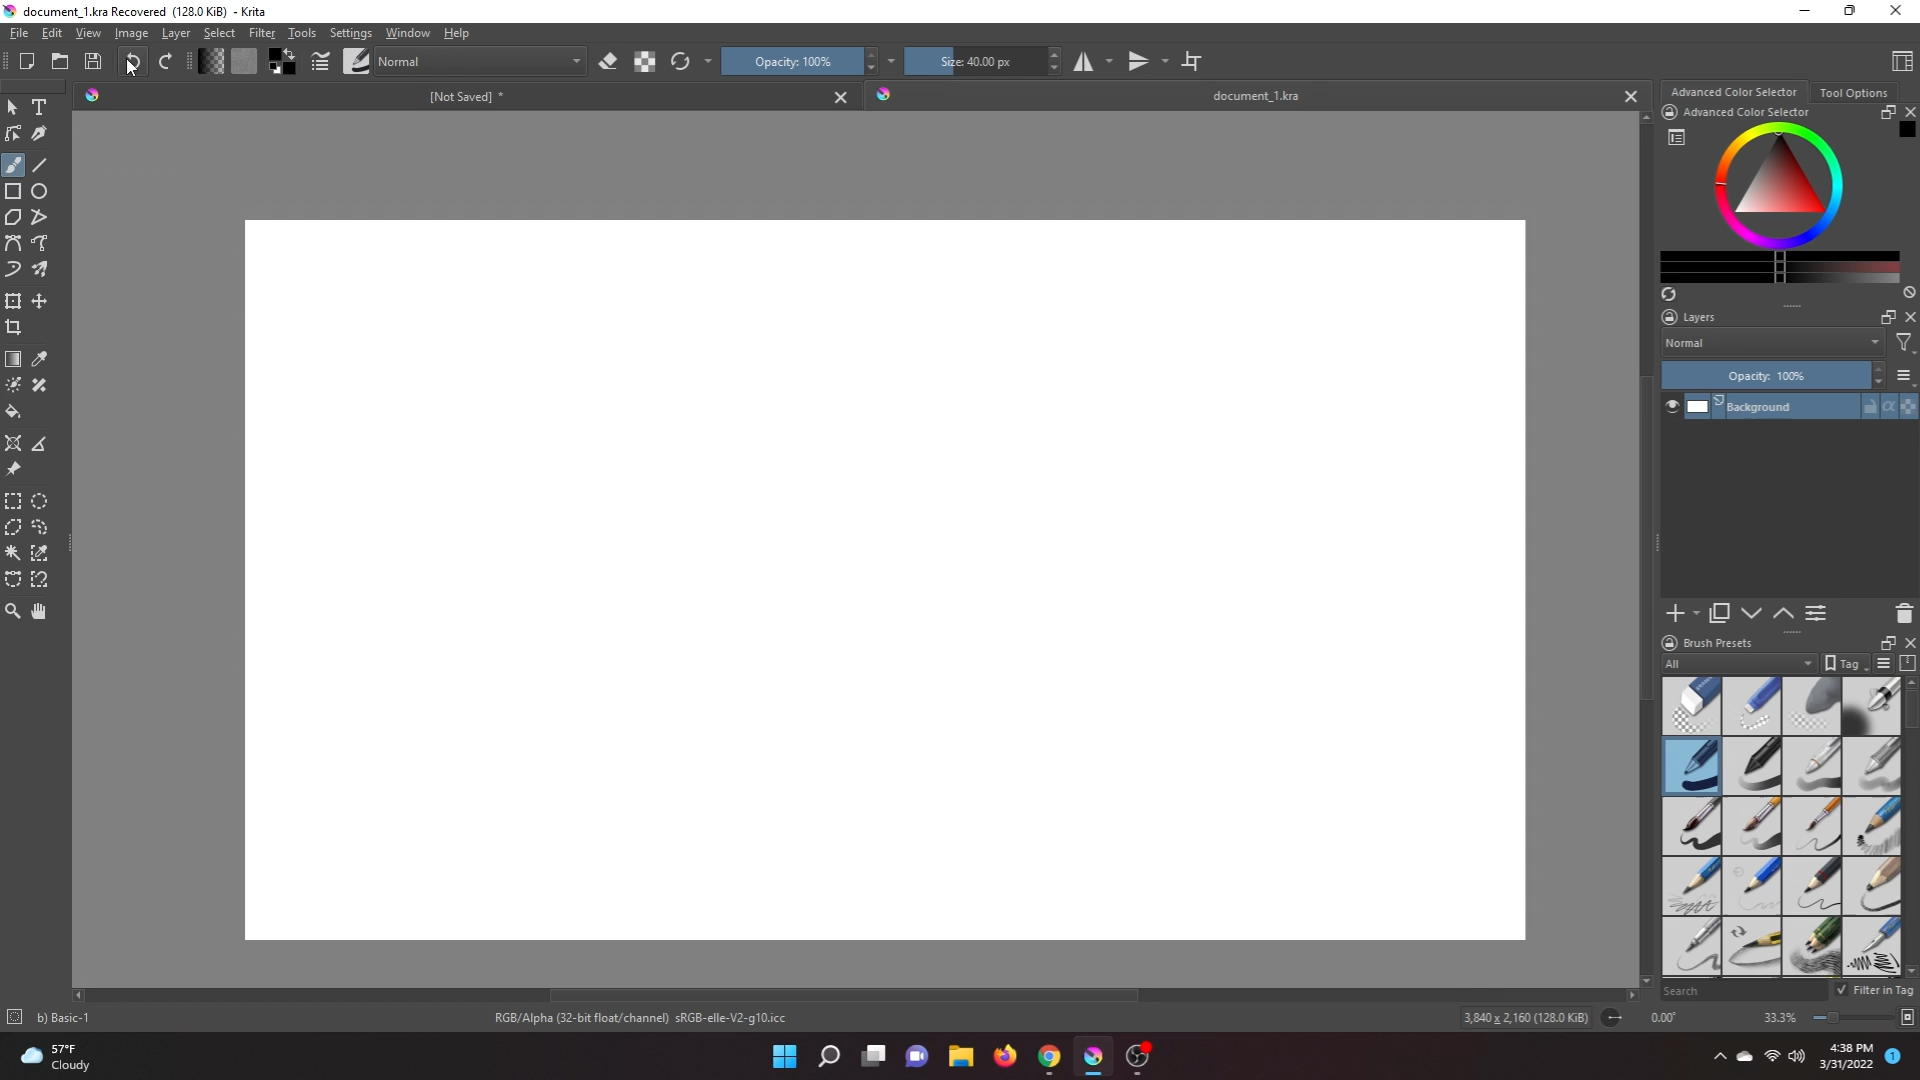 document_1.kra Recovered (128.0 KiB) - Krita
File Edit View Image Layer Select Filter Tools Settings Window Help
Normal Opacity: 100% Size: 40.00 px
[Not Saved] * document_1.kra
Advanced Color Selector Tool Options
Advanced Color Selector
Layers
Normal
Opacity: 100%
Background
Brush Presets
All Tag
Search Filter in Tag
b) Basic-1 RGB/Alpha (32-bit float/channel) sRGB-elle-V2-g10.icc 3,840 x 2,160 (128.0 KiB) 0.00° 33.3%
57°F
Cloudy
4:38 PM
3/31/2022
1